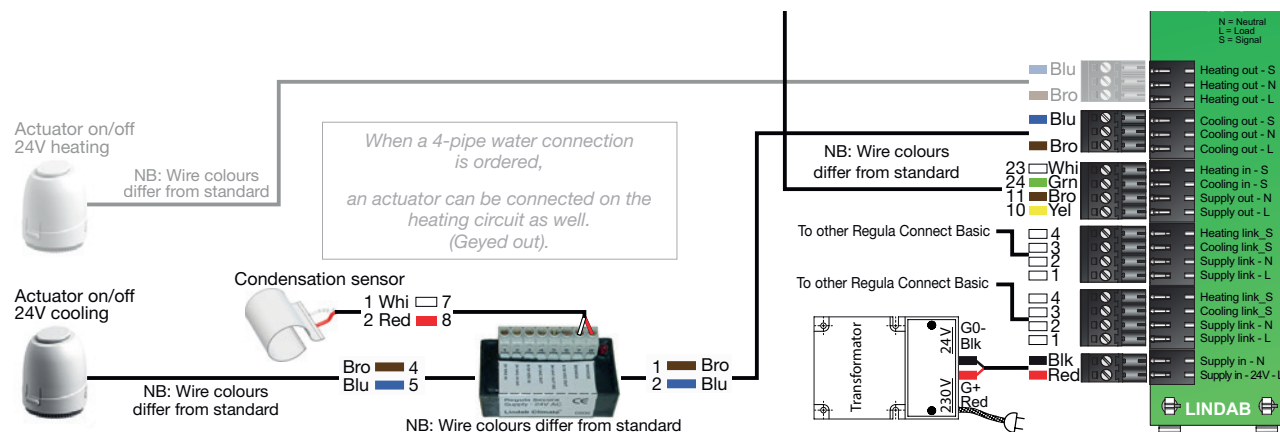 N = Neutral
L = Load
S = Signal
Blu
Bro
Heating out - S
Heating out - N
Heating out - L
Actuator on/off
24V heating
NB: Wire colours
differ from standard
When a 4-pipe water connection
is ordered,
an actuator can be connected on the
heating circuit as well.
(Geyed out).
Blu
Bro
Cooling out - S
Cooling out - N
Cooling out - L
NB: Wire colours
differ from standard
23 Whi
24 Grn
11 Bro
10 Yel
Heating in - S
Cooling in - S
Supply out - N
Supply out - L
To other Regula Connect Basic
4
3
2
1
Heating link_S
Cooling link_S
Supply link - N
Supply link - L
To other Regula Connect Basic
4
3
2
1
Heating link_S
Cooling link_S
Supply link - N
Supply link - L
Condensation sensor
1 Whi 7
2 Red 8
Actuator on/off
24V cooling
Bro 4
Blu 5
NB: Wire colours
differ from standard
Regula Secura
Supply - 24V AC
Lindab Climate
1 Bro
2 Blu
NB: Wire colours differ from standard
Transformator
24V
230V
G0-
Blk
G+
Red
Blk
Red
Supply in - N
Supply in - 24V - L
LINDAB